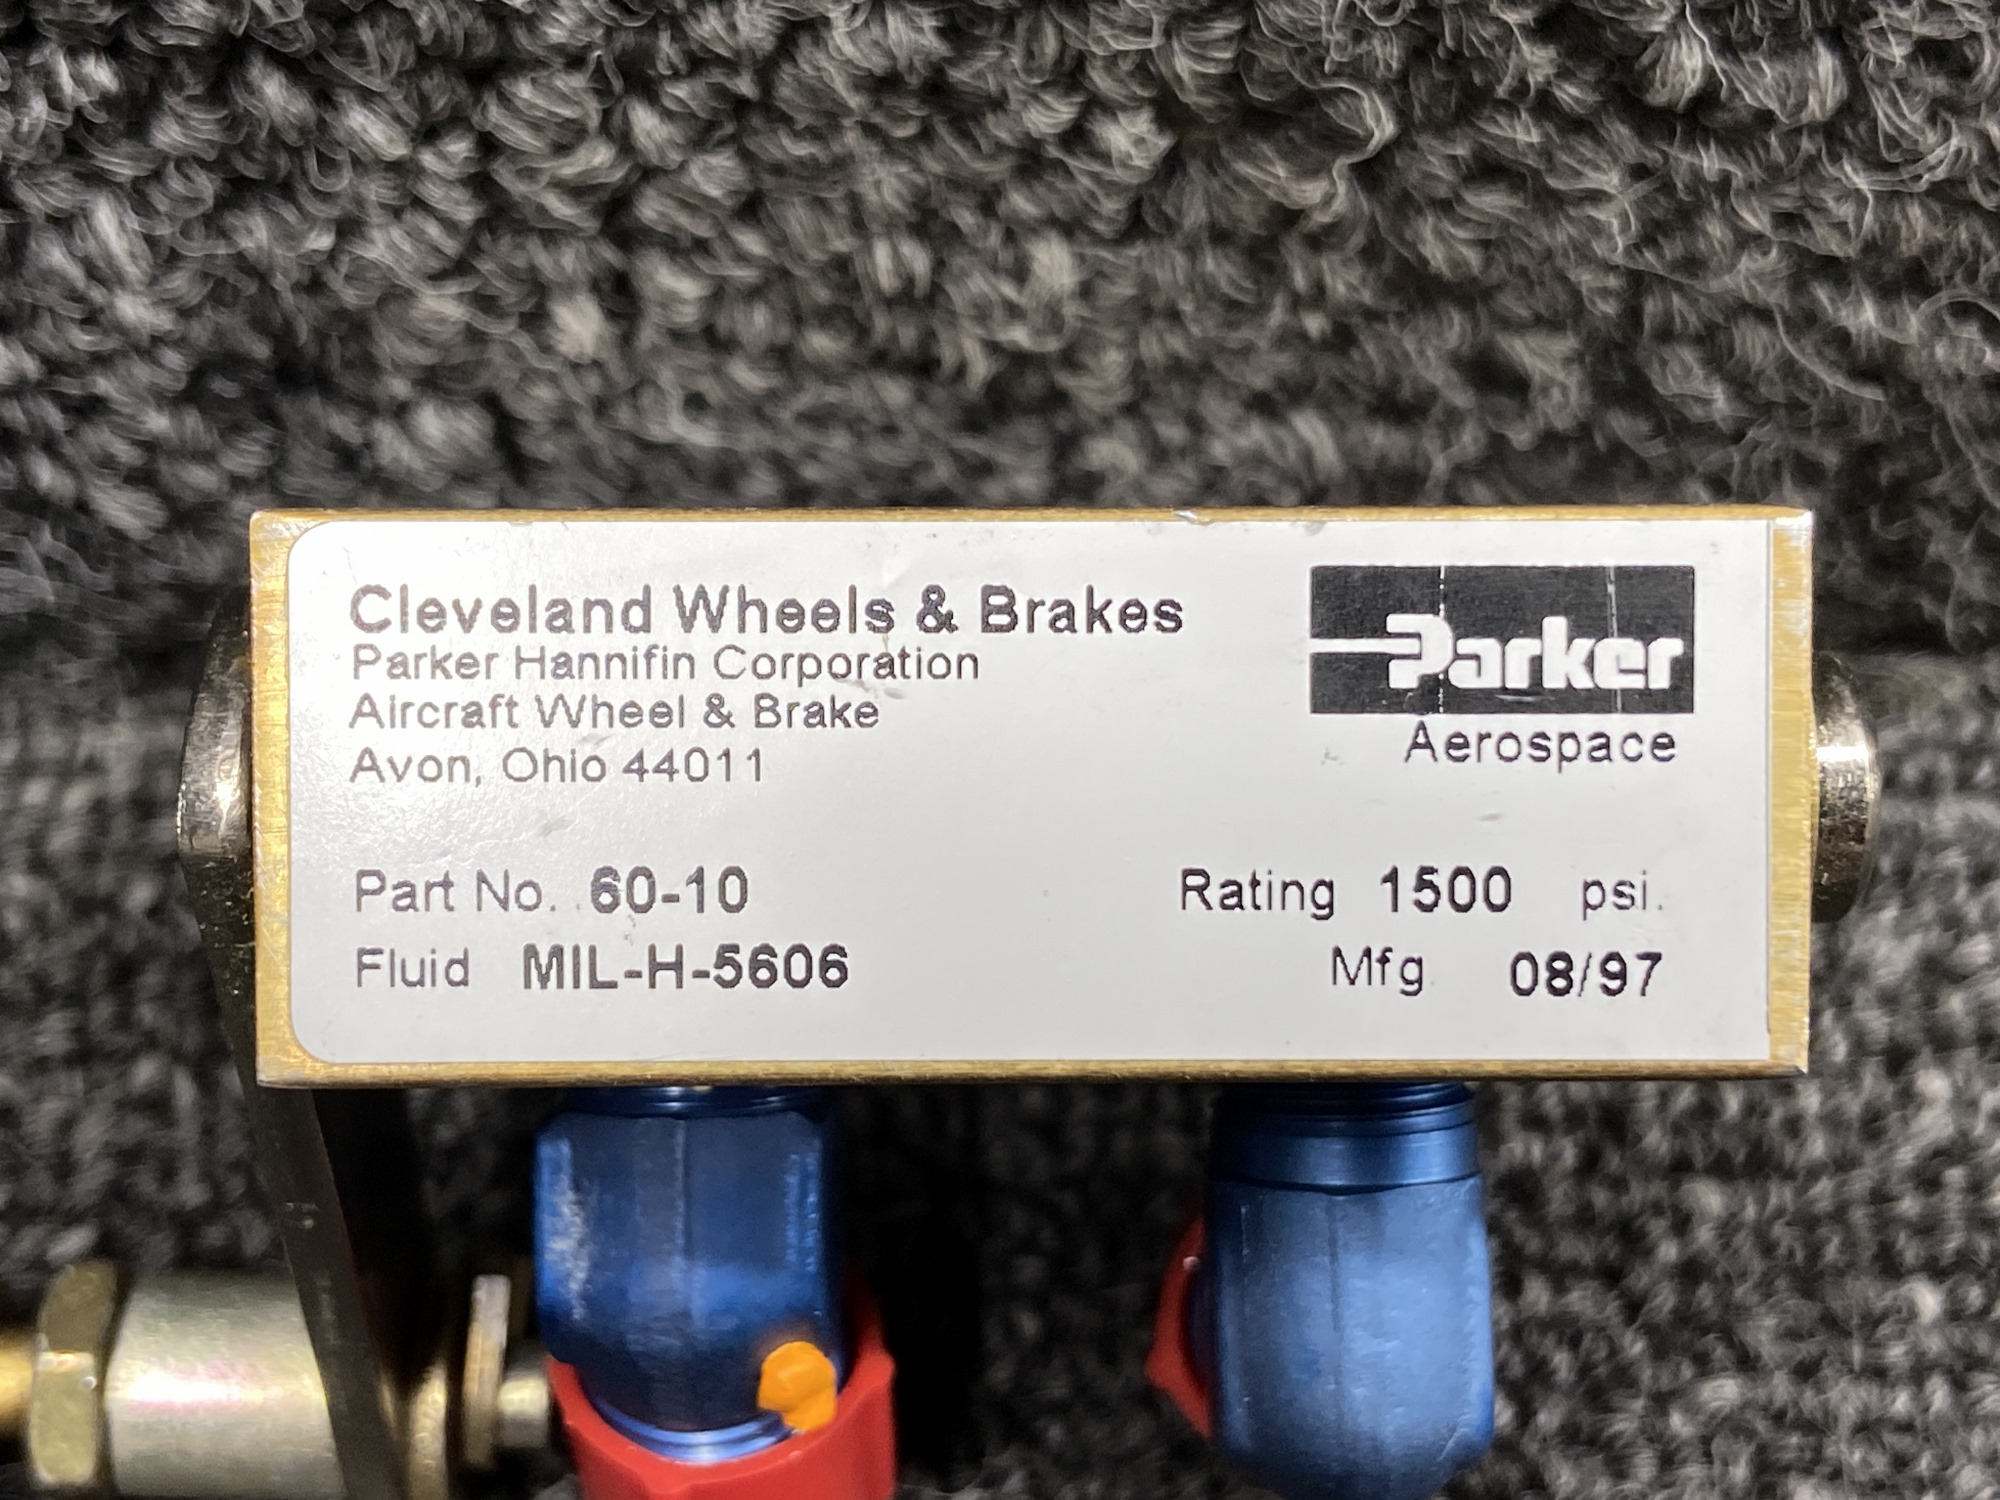 Cleveland Wheels & Brakes
Parker Hannifin Corporation
Aircraft Wheel & Brake
Avon, Ohio 44011
Parker
Aerospace
Part No. 60-10
Rating 1500 psi.
Fluid MIL-H-5606
Mfg 08/97